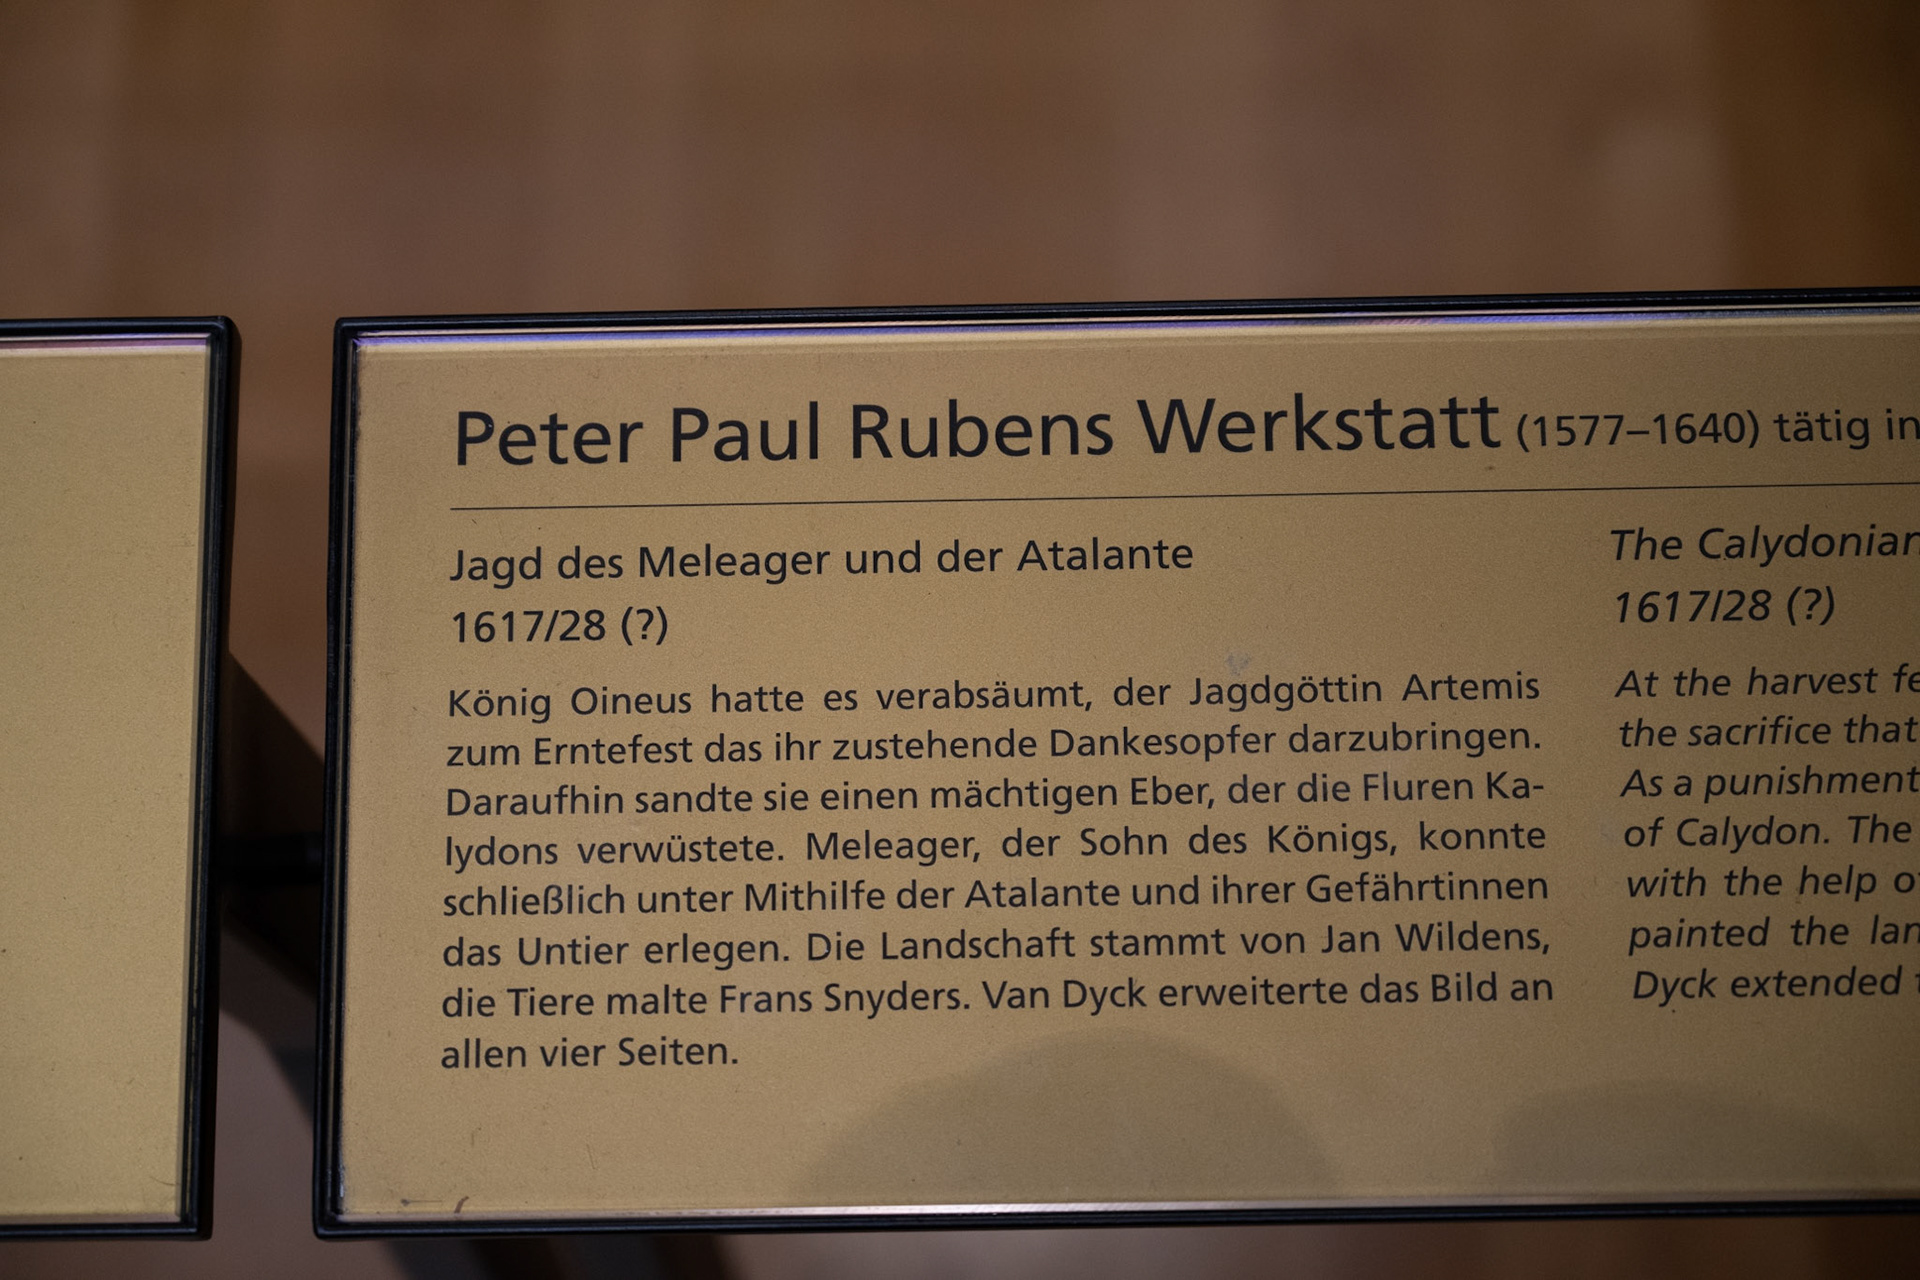 Peter Paul Rubens Werkstatt (1577–1640) tätig in
Jagd des Meleager und der Atalante
1617/28 (?)
König Oineus hatte es verabsäumt, der Jagdgöttin Artemis
zum Erntefest das ihr zustehende Dankesopfer darzubringen.
Daraufhin sandte sie einen mächtigen Eber, der die Fluren Ka-
lydons verwüstete. Meleager, der Sohn des Königs, konnte
schließlich unter Mithilfe der Atalante und ihrer Gefährtinnen
das Untier erlegen. Die Landschaft stammt von Jan Wildens,
die Tiere malte Frans Snyders. Van Dyck erweiterte das Bild an
allen vier Seiten.
The Calydonian
1617/28 (?)
At the harvest
the sacrifice that
As a punishment
of Calydon. The
with the help
painted the
Dyck extended